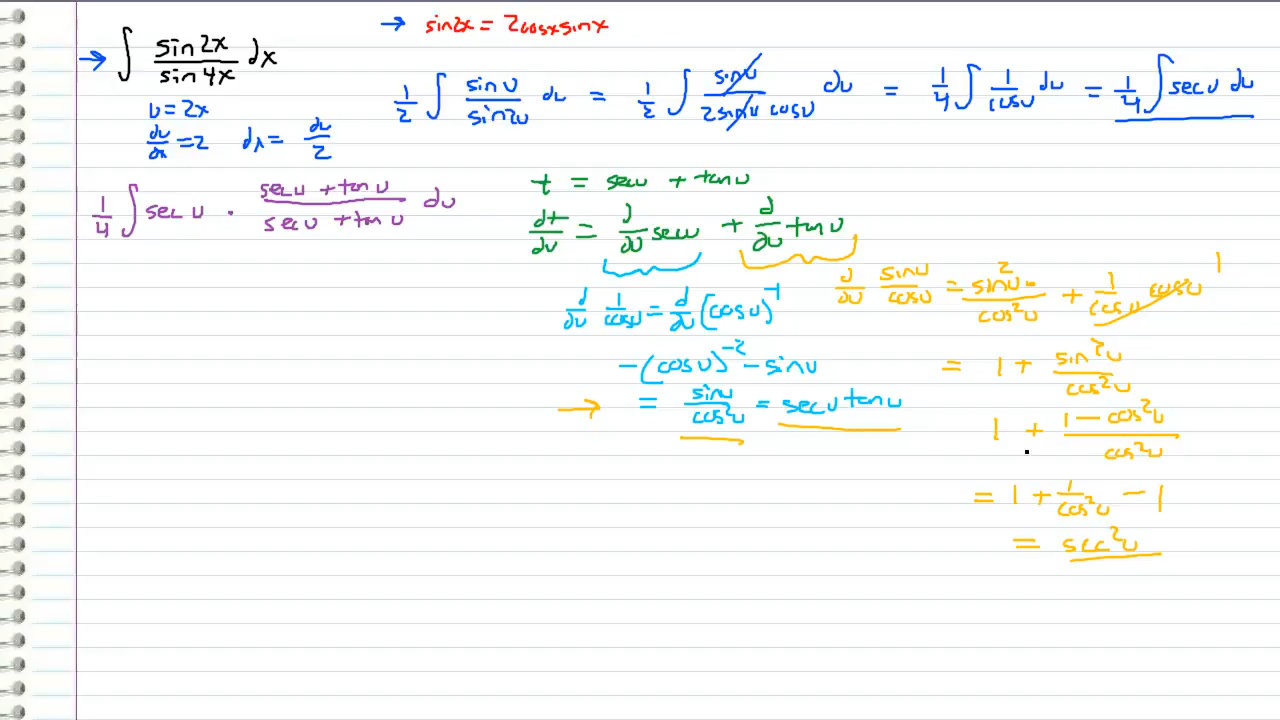 → sin2x = 2cosxsinx
→ ∫ sin2x/sin4x dx
u = 2x
du/dx = 2 dx = du/2
1/2 ∫ sinu/sin2u du = 1/2 ∫ sinu/2sinu cosu du = 1/4 ∫ 1/cosu du = 1/4 ∫ secu du
1/4 ∫ secu · secu + tanu/secu + tanu du
t = secu + tanu
dt/du = d/du secu + d/du tanu
d/du 1/cosu = d/du (cosu)^-1
-(cosu)^-2 - sinu
→ = sinu/cos²u = secu tanu
d/du sinu/cosu = sinu²/cos²u + 1/cosu cosu 1
= 1 + sin²u/cos²u
1 + 1 - cos²u/cos²u
= 1 + 1/cos²u - 1
= sec²u